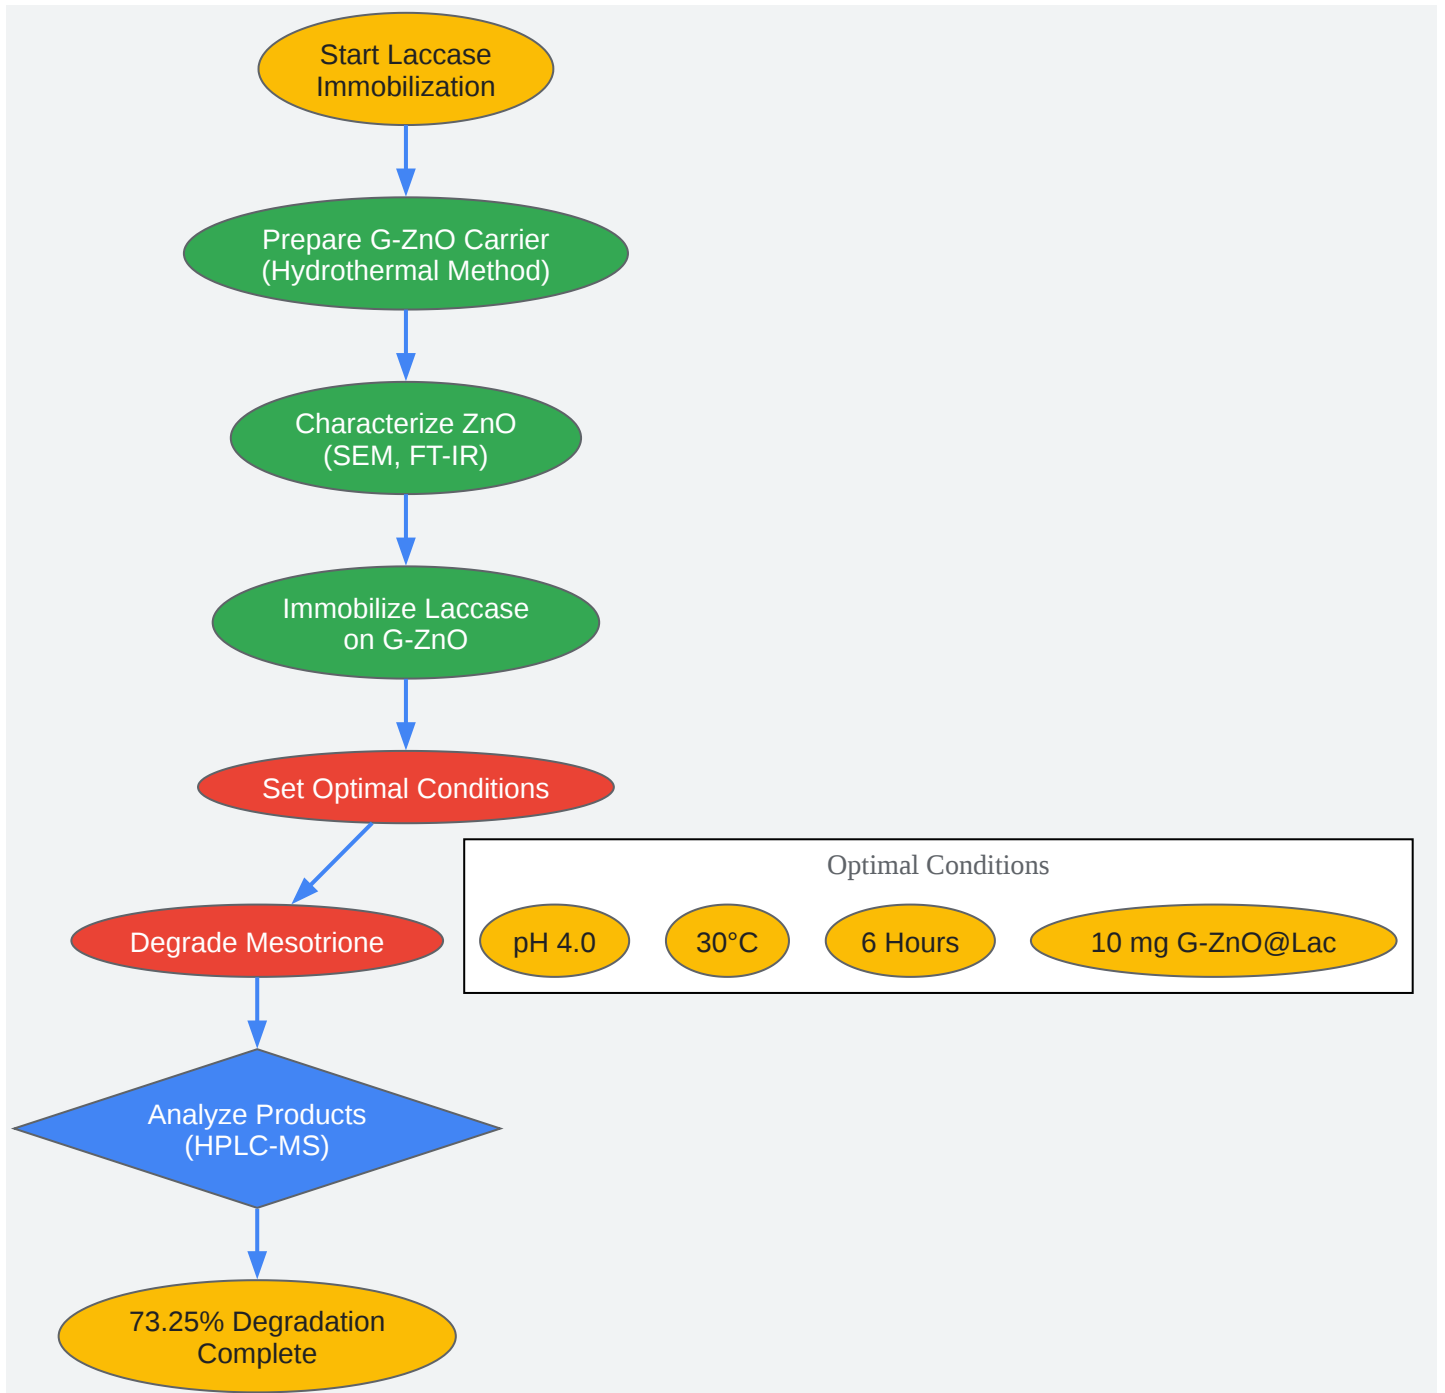 Start Laccase
Immobilization
Prepare G-ZnO Carrier
(Hydrothermal Method)
Characterize ZnO
(SEM, FT-IR)
Immobilize Laccase
on G-ZnO
Set Optimal Conditions
Optimal Conditions
Degrade Mesotrione
pH 4.0
30°C
6 Hours
10 mg G-ZnO@Lac
Analyze Products
(HPLC-MS)
73.25% Degradation
Complete